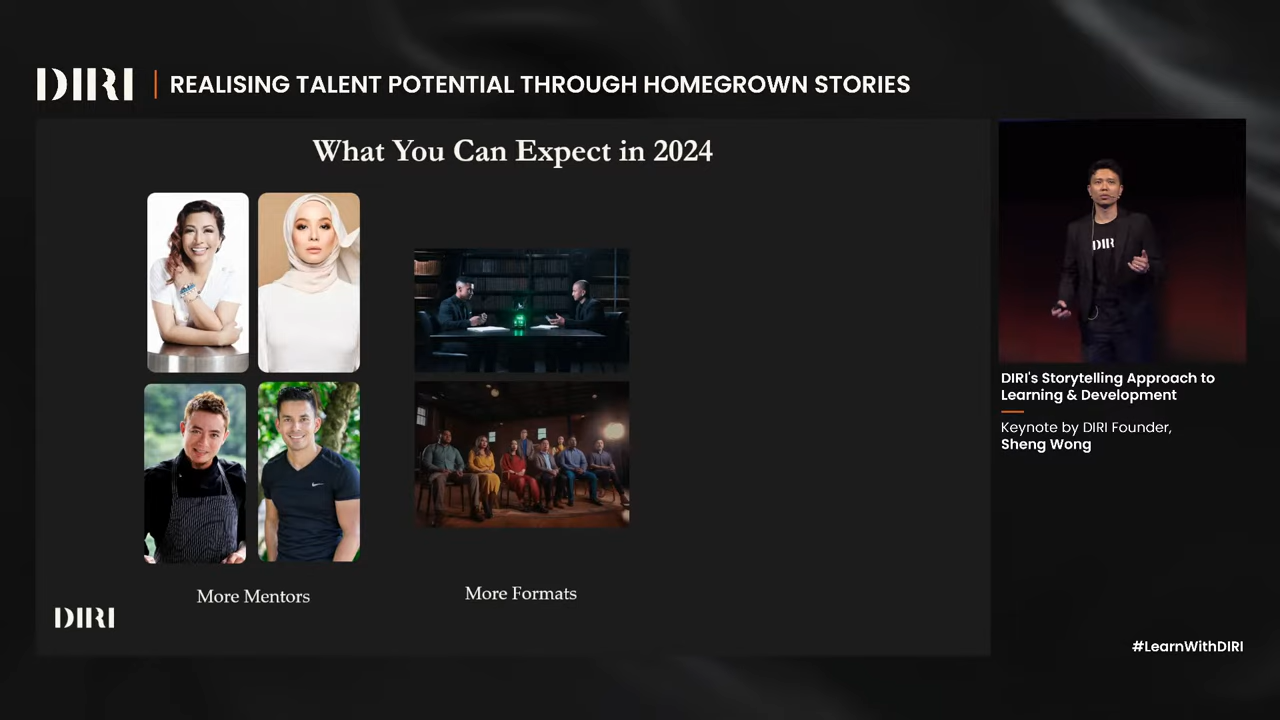 DIRI
REALISING TALENT POTENTIAL THROUGH HOMEGROWN STORIES
What You Can Expect in 2024
More Mentors
More Formats
DIRI
DIRI
DIRI's Storytelling Approach to
Learning & Development
Keynote by DIRI Founder,
Sheng Wong
#LearnWithDIRI